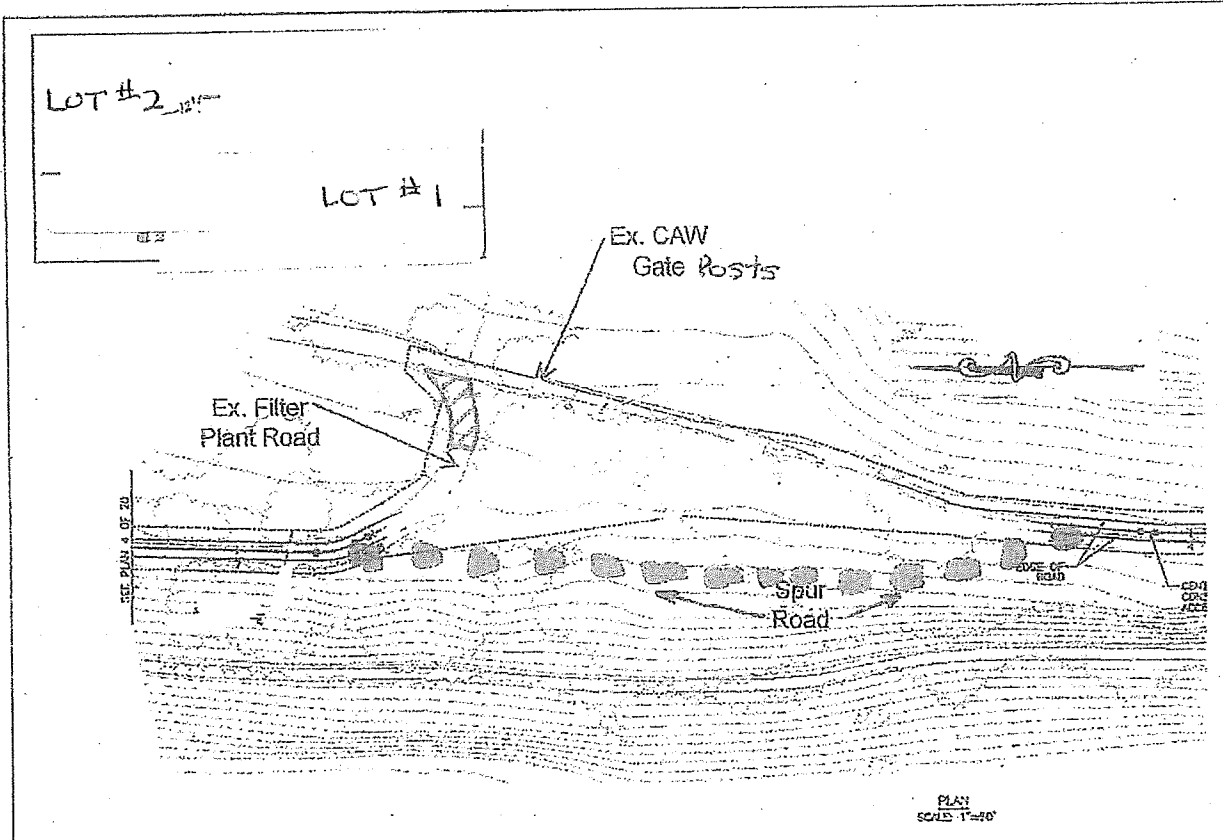 LOT #2
LOT #1
Ex. CAW
Gate Posts
Ex. Filter
Plant Road
SEE PLAN 4 OF 20
EDGE OF
ROAD
Spur
Road
PLAN